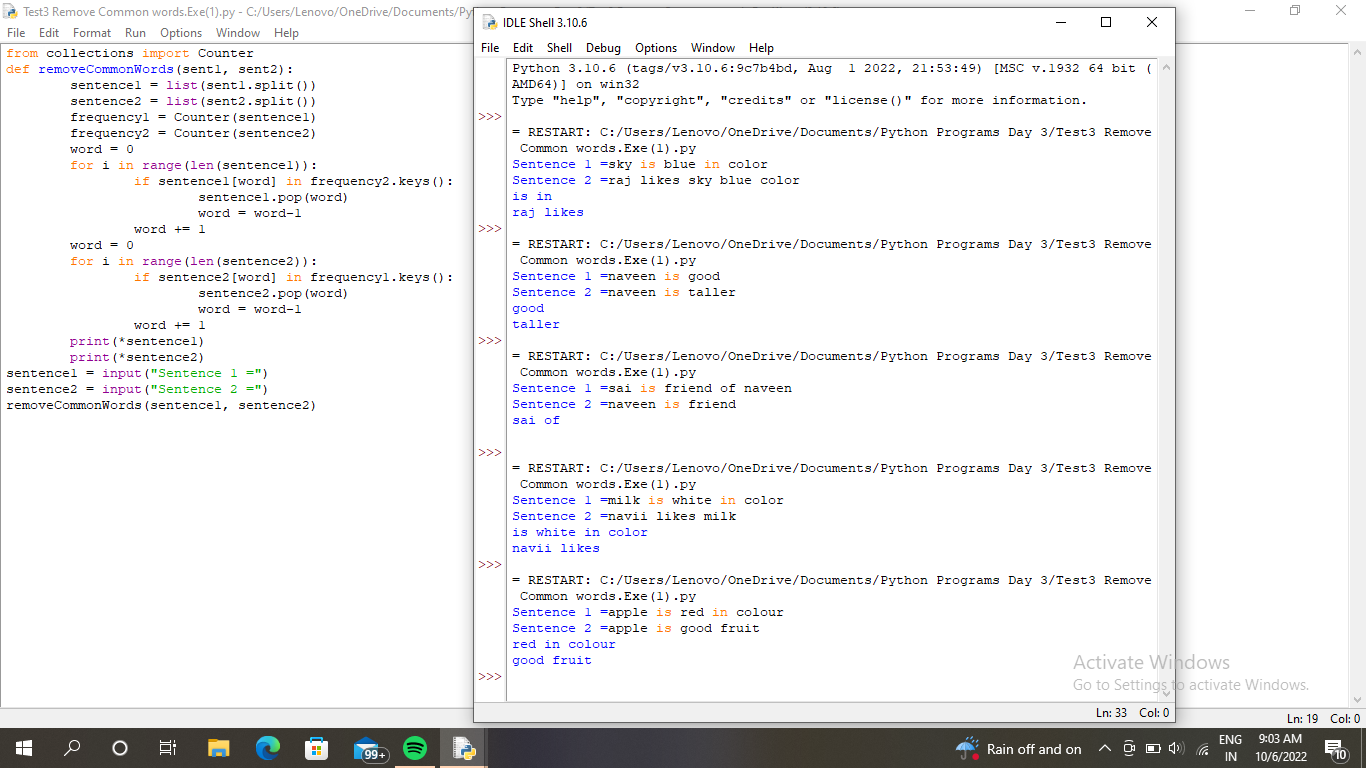 Test3 Remove Common words.Exe(1).py - C:/Users/Lenovo/OneDrive/Documents/Py
File Edit Format Run Options Window Help
from collections import Counter
def removeCommonWords(sent1, sent2):
        sentence1 = list(sent1.split())
        sentence2 = list(sent2.split())
        frequency1 = Counter(sentence1)
        frequency2 = Counter(sentence2)
        word = 0
        for i in range(len(sentence1)):
                if sentence1[word] in frequency2.keys():
                        sentence1.pop(word)
                        word = word-1
                word += 1
        word = 0
        for i in range(len(sentence2)):
                if sentence2[word] in frequency1.keys():
                        sentence2.pop(word)
                        word = word-1
                word += 1
        print(*sentence1)
        print(*sentence2)
sentence1 = input("Sentence 1 =")
sentence2 = input("Sentence 2 =")
removeCommonWords(sentence1, sentence2)
IDLE Shell 3.10.6
File Edit Shell Debug Options Window Help
Python 3.10.6 (tags/v3.10.6:9c7b4bd, Aug  1 2022, 21:53:49) [MSC v.1932 64 bit (
AMD64)] on win32
Type "help", "copyright", "credits" or "license()" for more information.
>>>
= RESTART: C:/Users/Lenovo/OneDrive/Documents/Python Programs Day 3/Test3 Remove
Common words.Exe(1).py
Sentence 1 =sky is blue in color
Sentence 2 =raj likes sky blue color
is in
raj likes
>>>
= RESTART: C:/Users/Lenovo/OneDrive/Documents/Python Programs Day 3/Test3 Remove
Common words.Exe(1).py
Sentence 1 =naveen is good
Sentence 2 =naveen is taller
good
taller
>>>
= RESTART: C:/Users/Lenovo/OneDrive/Documents/Python Programs Day 3/Test3 Remove
Common words.Exe(1).py
Sentence 1 =sai is friend of naveen
Sentence 2 =naveen is friend
sai of
>>>
= RESTART: C:/Users/Lenovo/OneDrive/Documents/Python Programs Day 3/Test3 Remove
Common words.Exe(1).py
Sentence 1 =milk is white in color
Sentence 2 =navii likes milk
is white in color
navii likes
>>>
= RESTART: C:/Users/Lenovo/OneDrive/Documents/Python Programs Day 3/Test3 Remove
Common words.Exe(1).py
Sentence 1 =apple is red in colour
Sentence 2 =apple is good fruit
red in colour
good fruit
>>>
Activate Windows
Go to Settings to activate Windows.
Ln: 33 Col: 0
Ln: 19 Col: 0
99+
Rain off and on
ENG
IN
9:03 AM
10/6/2022
10